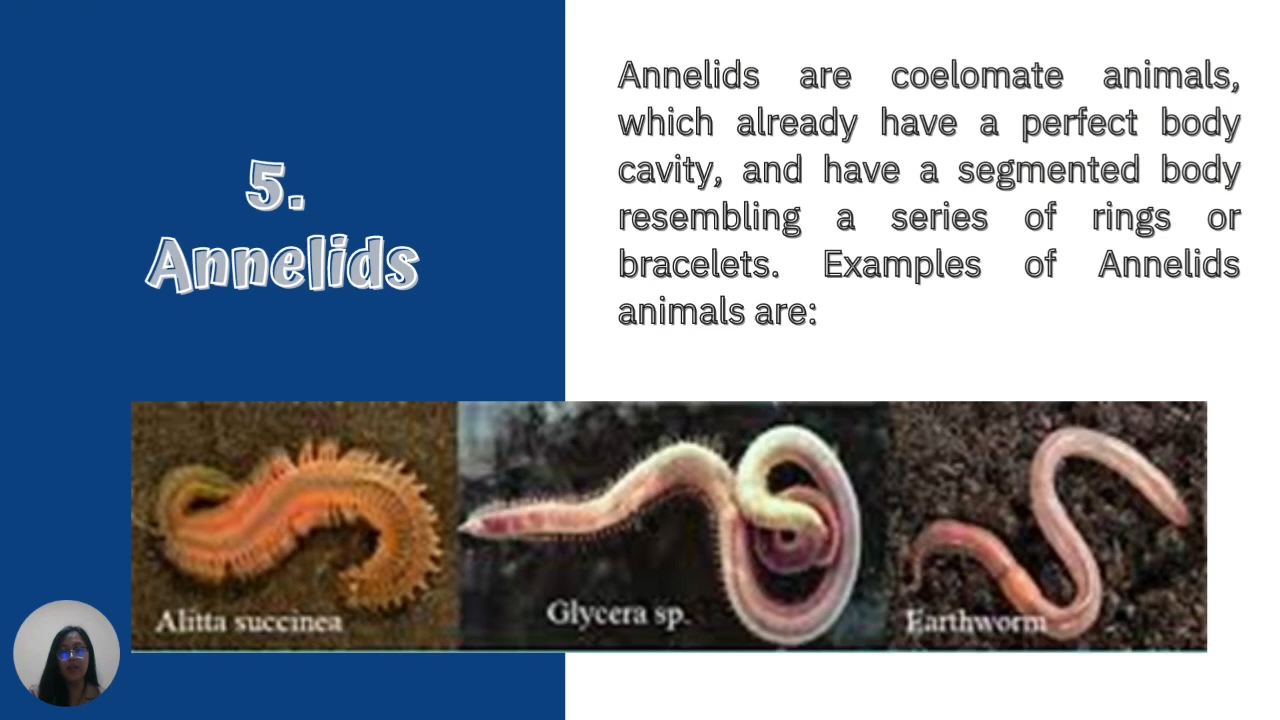 5.
Annelids
Annelids are coelomate animals,
which already have a perfect body
cavity, and have a segmented body
resembling a series of rings or
bracelets. Examples of Annelids
animals are:
Alitta succinea
Glycera sp.
Earthworm